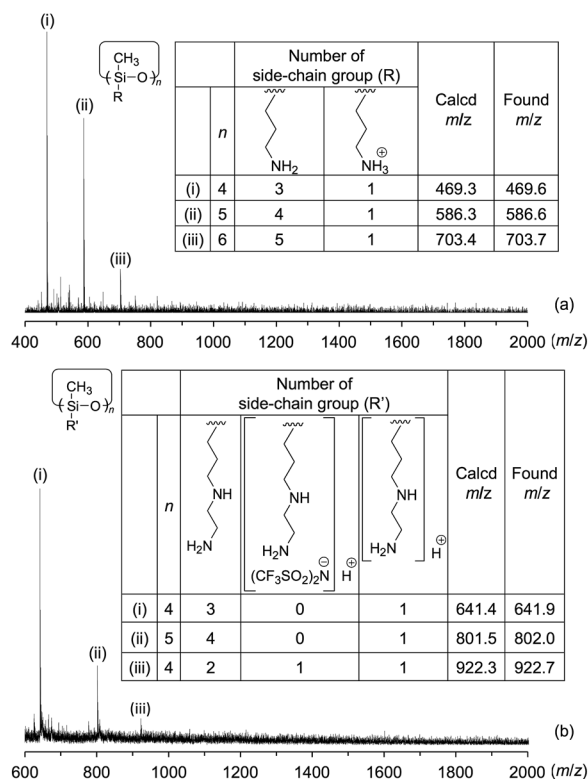 (i)
CH3
(Si–O)n
R
(ii)
(iii)
Number of
side-chain group (R)
n
NH2
NH3
⊕
Calcd
m/z
Found
m/z
(i) 4 3 1 469.3 469.6
(ii) 5 4 1 586.3 586.6
(iii) 6 5 1 703.4 703.7
(a)
400 600 800 1000 1200 1400 1600 1800 2000 (m/z)
CH3
(Si–O)n
R'
(i)
(ii)
(iii)
Number of
side-chain group (R')
n
NH
H2N
NH
H2N
(CF3SO2)2N
⊖
H
⊕
NH
H2N
H
⊕
Calcd
m/z
Found
m/z
(i) 4 3 0 1 641.4 641.9
(ii) 5 4 0 1 801.5 802.0
(iii) 4 2 1 1 922.3 922.7
(b)
600 800 1000 1200 1400 1600 1800 2000 (m/z)